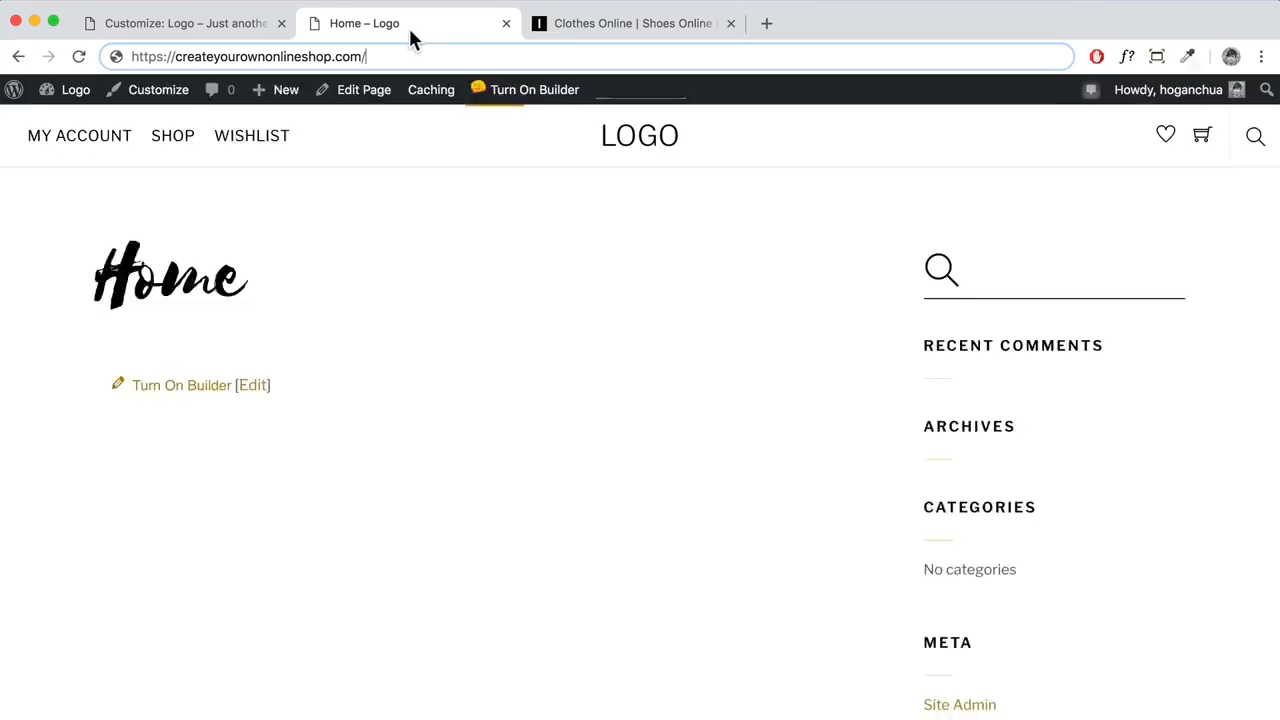 Customize: Logo – Just anothe
Home – Logo
Clothes Online | Shoes Online
https://createyourownonlineshop.com/
f?
Logo
Customize
0
New
Edit Page
Caching
Turn On Builder
Howdy, hoganchua
MY ACCOUNT
SHOP
WISHLIST
LOGO
Home
Turn On Builder [Edit]
RECENT COMMENTS
ARCHIVES
CATEGORIES
No categories
META
Site Admin